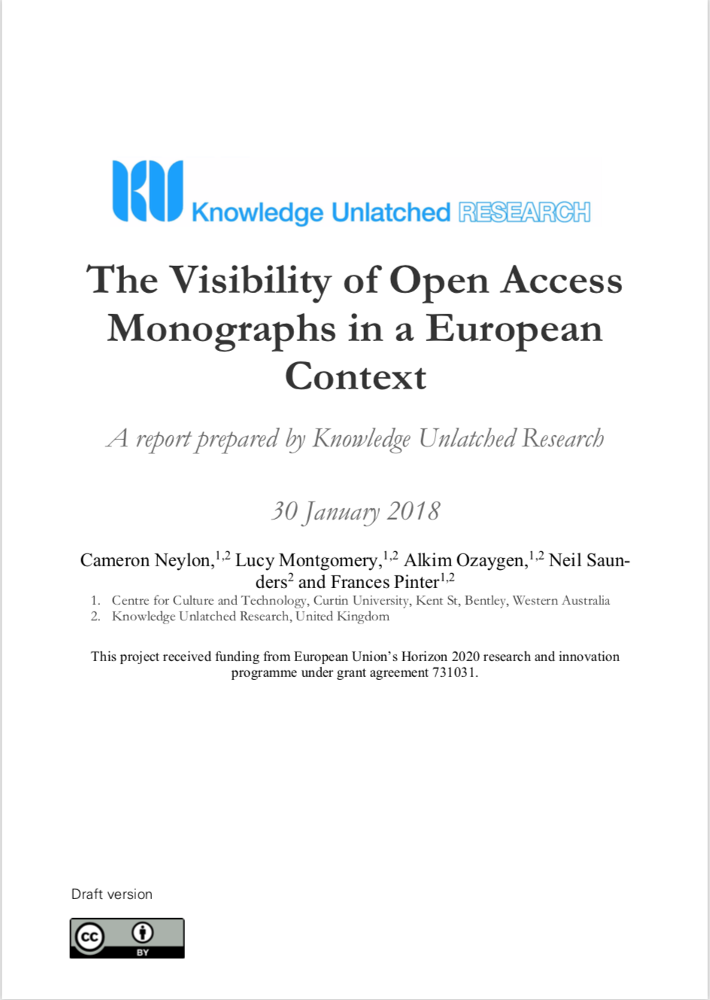 KU Knowledge Unlatched RESEARCH
The Visibility of Open Access
Monographs in a European
Context
A report prepared by Knowledge Unlatched Research
30 January 2018
Cameron Neylon,1,2 Lucy Montgomery,1,2 Alkim Ozaygen,1,2 Neil Saun-
ders2 and Frances Pinter1,2
1. Centre for Culture and Technology, Curtin University, Kent St, Bentley, Western Australia
2. Knowledge Unlatched Research, United Kingdom
This project received funding from European Union’s Horizon 2020 research and innovation
programme under grant agreement 731031.
Draft version
cc
BY